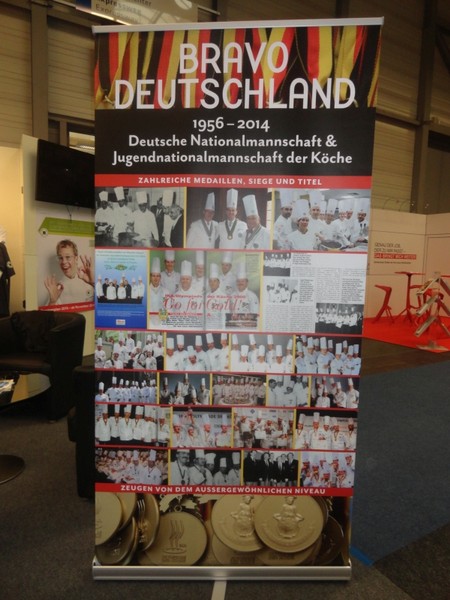 BRAVO
DEUTSCHLAND
1956 – 2014
Deutsche Nationalmannschaft &
Jugendnationalmannschaft der Köche
ZAHLREICHE MEDAILLEN, SIEGE UND TITEL
ZEUGEN VON DEM AUSSERGEWÖHNLICHEN NIVEAU